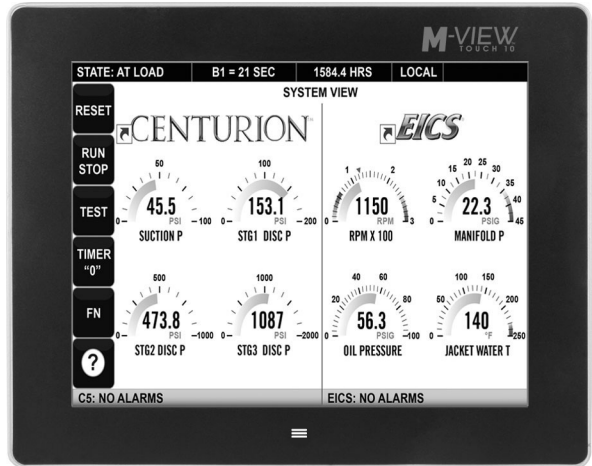 M-VIEW
TOUCH 10
STATE: AT LOAD B1 = 21 SEC 1584.4 HRS LOCAL
SYSTEM VIEW
RESET
RUN
STOP
TEST
TIMER
“0”
FN
?
CENTURION™
50
45.5
PSI
0 100
SUCTION P
100
153.1
PSI
0 200
STG1 DISC P
500
473.8
PSI
0 1000
STG2 DISC P
1000
1087
PSI
0 2000
STG3 DISC P
EICS
1 2
1150
RPM
0 3
RPM X 100
5 10 15 20 25 30 35 40
22.3
PSIG
0 45
MANIFOLD P
20 40 60 80
56.3
PSIG
0 100
OIL PRESSURE
50 100 150 200
140
°F
0 250
JACKET WATER T
C5: NO ALARMS EICS: NO ALARMS